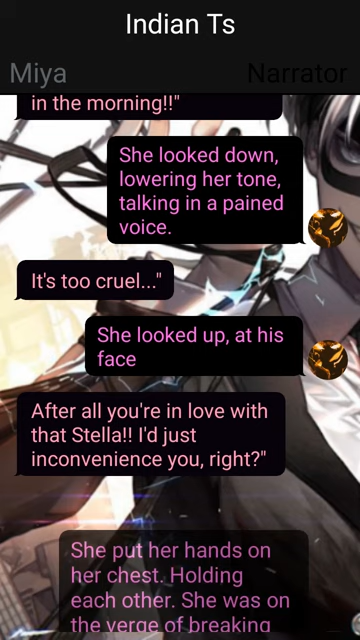 Indian Ts
Miya
Narrator
in the morning!!"
She looked down,
lowering her tone,
talking in a pained
voice.
It's too cruel..."
She looked up, at his
face
After all you're in love with
that Stella!! I'd just
inconvenience you, right?"
She put her hands on
her chest. Holding
each other. She was on
the verge of breaking